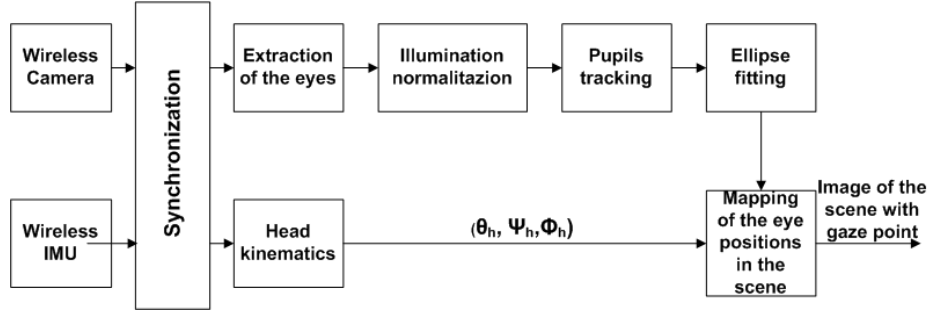 Wireless
Camera
Synchronization
Extraction
of the eyes
Illumination
normalitazion
Pupils
tracking
Ellipse
fitting
Wireless
IMU
Head
kinematics
(θh, Ψh,Φh)
Mapping
of the eye
positions
in the
scene
Image of the
scene with
gaze point